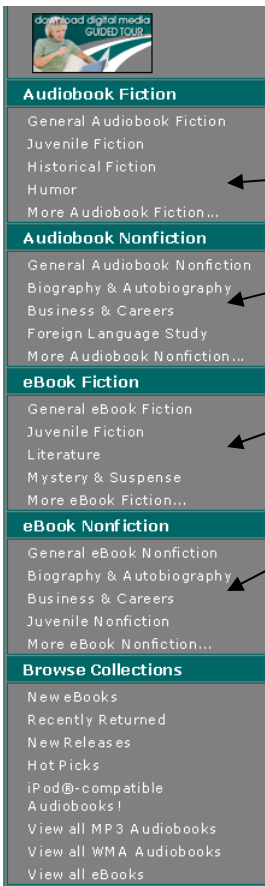 download digital media
GUIDED TOUR
Audiobook Fiction
General Audiobook Fiction
Juvenile Fiction
Historical Fiction
Humor
More Audiobook Fiction...
Audiobook Nonfiction
General Audiobook Nonfiction
Biography & Autobiography
Business & Careers
Foreign Language Study
More Audiobook Nonfiction...
eBook Fiction
General eBook Fiction
Juvenile Fiction
Literature
Mystery & Suspense
More eBook Fiction...
eBook Nonfiction
General eBook Nonfiction
Biography & Autobiography
Business & Careers
Juvenile Nonfiction
More eBook Nonfiction...
Browse Collections
New eBooks
Recently Returned
New Releases
Hot Picks
iPod®-compatible
Audiobooks!
View all MP3 Audiobooks
View all WMA Audiobooks
View all eBooks